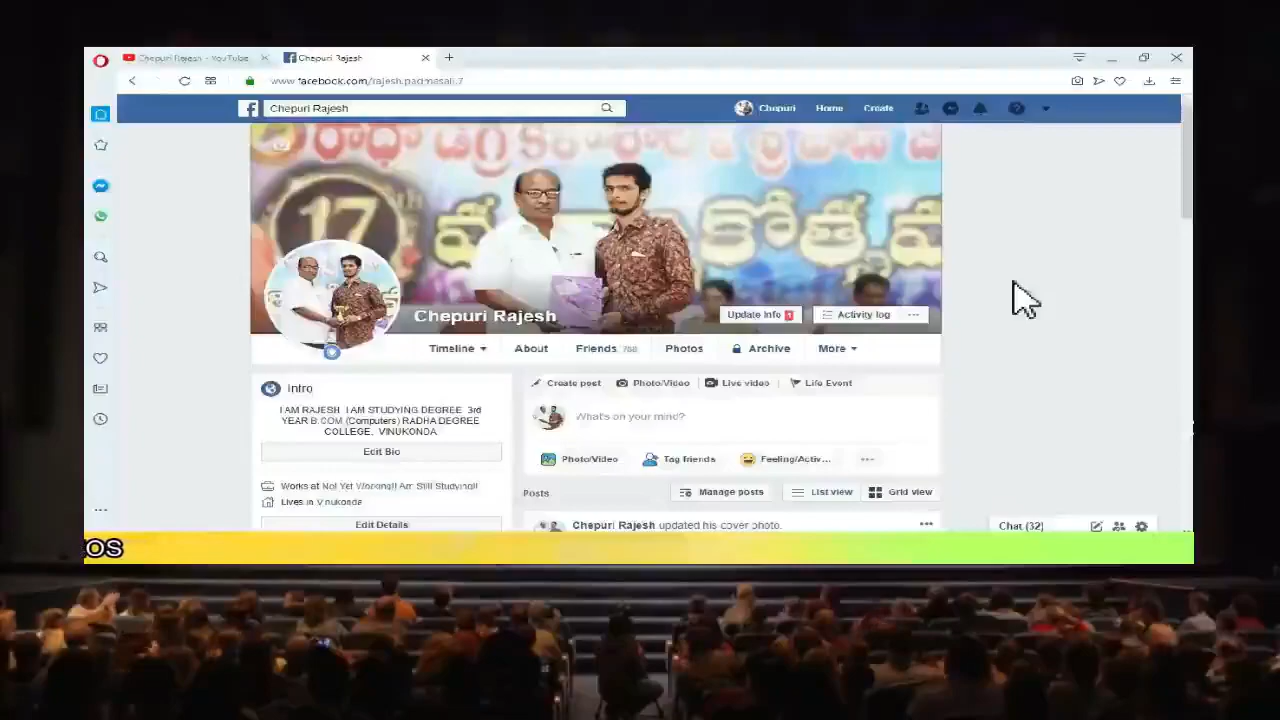 Chepuri Rajesh - YouTube
Chepuri Rajesh
www.facebook.com/rajesh.padmasali.7
Chepuri Rajesh
Chepuri
Home
Create
రాధా డిగ్రీ
17th
Chepuri Rajesh
Update Info 1
Activity log
Timeline
About
Friends 768
Photos
Archive
More
Intro
I AM RAJESH I AM STUDYING DEGREE 3rd
YEAR B.COM (Computers) RADHA DEGREE
COLLEGE, VINUKONDA
Edit Bio
Works at Not Yet Working!! Am Still Studying!!
Lives in Vinukonda
Edit Details
Create post
Photo/Video
Live video
Life Event
What's on your mind?
Photo/Video
Tag friends
Feeling/Activ...
Posts
Manage posts
List view
Grid view
Chepuri Rajesh updated his cover photo.
Chat (32)
OS